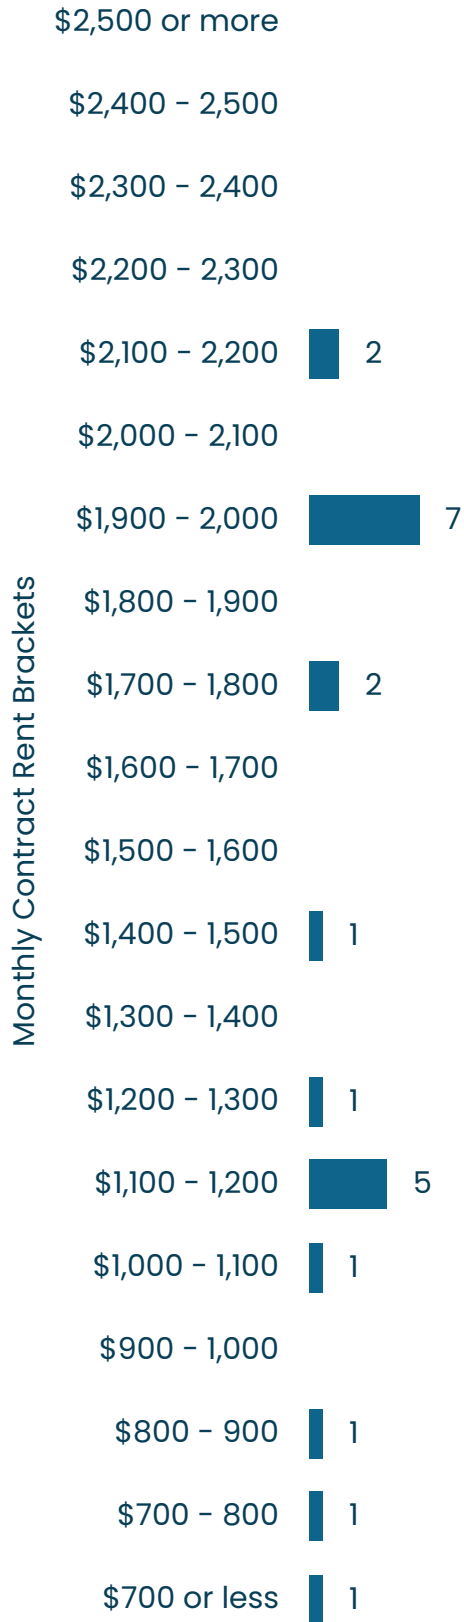 $2,500 or more
$2,400 - 2,500
$2,300 - 2,400
$2,200 - 2,300
$2,100 - 2,200 2
$2,000 - 2,100
$1,900 - 2,000 7
$1,800 - 1,900
$1,700 - 1,800 2
$1,600 - 1,700
$1,500 - 1,600
$1,400 - 1,500 1
$1,300 - 1,400
$1,200 - 1,300 1
$1,100 - 1,200 5
$1,000 - 1,100 1
$900 - 1,000
$800 - 900 1
$700 - 800 1
$700 or less 1
Monthly Contract Rent Brackets